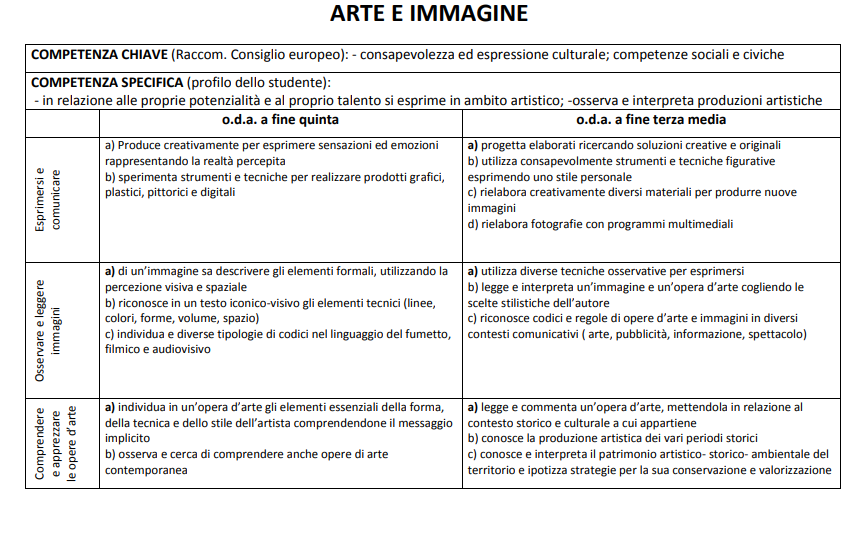 ARTE E IMMAGINE
COMPETENZA CHIAVE (Raccom. Consiglio europeo): - consapevolezza ed espressione culturale; competenze sociali e civiche
COMPETENZA SPECIFICA (profilo dello studente):
- in relazione alle proprie potenzialità e al proprio talento si esprime in ambito artistico; -osserva e interpreta produzioni artistiche
o.d.a. a fine quinta
o.d.a. a fine terza media
Esprimersi e
comunicare
a) Produce creativamente per esprimere sensazioni ed emozioni
rappresentando la realtà percepita
b) sperimenta strumenti e tecniche per realizzare prodotti grafici,
plastici, pittorici e digitali
a) progetta elaborati ricercando soluzioni creative e originali
b) utilizza consapevolmente strumenti e tecniche figurative
esprimendo uno stile personale
c) rielabora creativamente diversi materiali per produrre nuove
immagini
d) rielabora fotografie con programmi multimediali
Osservare e leggere
immagini
a) di un'immagine sa descrivere gli elementi formali, utilizzando la
percezione visiva e spaziale
b) riconosce in un testo iconico-visivo gli elementi tecnici (linee,
colori, forme, volume, spazio)
c) individua e diverse tipologie di codici nel linguaggio del fumetto,
filmico e audiovisivo
a) utilizza diverse tecniche osservative per esprimersi
b) legge e interpreta un'immagine e un'opera d'arte cogliendo le
scelte stilistiche dell'autore
c) riconosce codici e regole di opere d'arte e immagini in diversi
contesti comunicativi ( arte, pubblicità, informazione, spettacolo)
Comprendere
e apprezzare
le opere d'arte
a) individua in un'opera d'arte gli elementi essenziali della forma,
della tecnica e dello stile dell'artista comprendendone il messaggio
implicito
b) osserva e cerca di comprendere anche opere di arte
contemporanea
a) legge e commenta un'opera d'arte, mettendola in relazione al
contesto storico e culturale a cui appartiene
b) conosce la produzione artistica dei vari periodi storici
c) conosce e interpreta il patrimonio artistico- storico- ambientale del
territorio e ipotizza strategie per la sua conservazione e valorizzazione